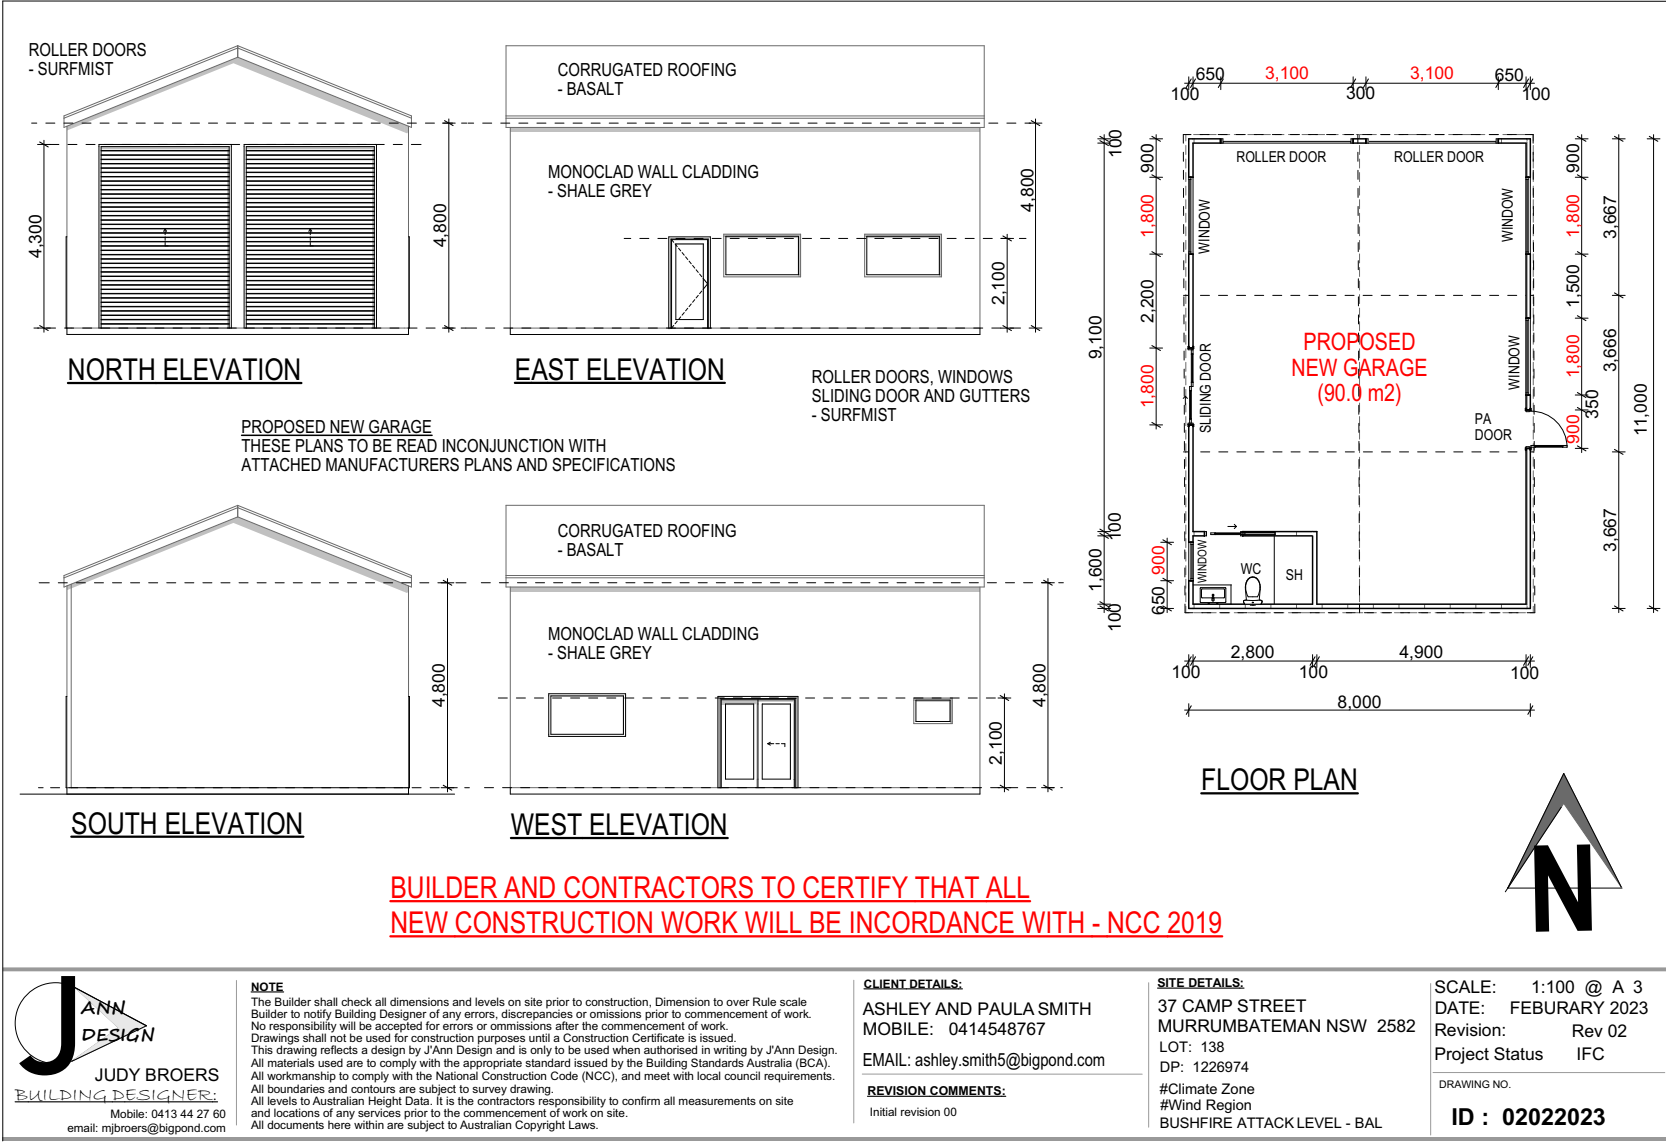 ROLLER DOORS
- SURFMIST
4,300
4,800
NORTH ELEVATION
CORRUGATED ROOFING
- BASALT
MONOCLAD WALL CLADDING
- SHALE GREY
4,800
2,100
EAST ELEVATION
ROLLER DOORS, WINDOWS
SLIDING DOOR AND GUTTERS
- SURFMIST
PROPOSED NEW GARAGE
THESE PLANS TO BE READ INCONJUNCTION WITH
ATTACHED MANUFACTURERS PLANS AND SPECIFICATIONS
4,800
SOUTH ELEVATION
CORRUGATED ROOFING
- BASALT
MONOCLAD WALL CLADDING
- SHALE GREY
4,800
2,100
WEST ELEVATION
650 3,100 3,100 650
100 300 100
100
9,100
100
1,600
100
900
1,800
2,200
1,800
900
650
ROLLER DOOR
ROLLER DOOR
WINDOW
WINDOW
SLIDING DOOR
WINDOW
PROPOSED
NEW GARAGE
(90.0 m2)
PA
DOOR
WINDOW
WC
SH
900
1,800
1,500
1,800
350
900
3,667
3,666
3,667
11,000
2,800 4,900
100 100 100
8,000
FLOOR PLAN
N
BUILDER AND CONTRACTORS TO CERTIFY THAT ALL
NEW CONSTRUCTION WORK WILL BE INCORDANCE WITH - NCC 2019
J
ANN
DESIGN
JUDY BROERS
BUILDING DESIGNER:
Mobile: 0413 44 27 60
email: mjbroers@bigpond.com
NOTE
The Builder shall check all dimensions and levels on site prior to construction, Dimension to over Rule scale
Builder to notify Building Designer of any errors, discrepancies or omissions prior to commencement of work.
No responsibility will be accepted for errors or ommissions after the commencement of work.
Drawings shall not be used for construction purposes until a Construction Certificate is issued.
This drawing reflects a design by J'Ann Design and is only to be used when authorised in writing by J'Ann Design.
All materials used are to comply with the appropriate standard issued by the Building Standards Australia (BCA).
All workmanship to comply with the National Construction Code (NCC), and meet with local council requirements.
All boundaries and contours are subject to survey drawing.
All levels to Australian Height Data. It is the contractors responsibility to confirm all measurements on site
and locations of any services prior to the commencement of work on site.
All documents here within are subject to Australian Copyright Laws.
CLIENT DETAILS:
ASHLEY AND PAULA SMITH
MOBILE: 0414548767
EMAIL: ashley.smith5@bigpond.com
REVISION COMMENTS:
Initial revision 00
SITE DETAILS:
37 CAMP STREET
MURRUMBATEMAN NSW 2582
LOT: 138
DP: 1226974
#Climate Zone
#Wind Region
BUSHFIRE ATTACK LEVEL - BAL
SCALE: 1:100 @ A 3
DATE: FEBURARY 2023
Revision: Rev 02
Project Status IFC
DRAWING NO.
ID : 02022023